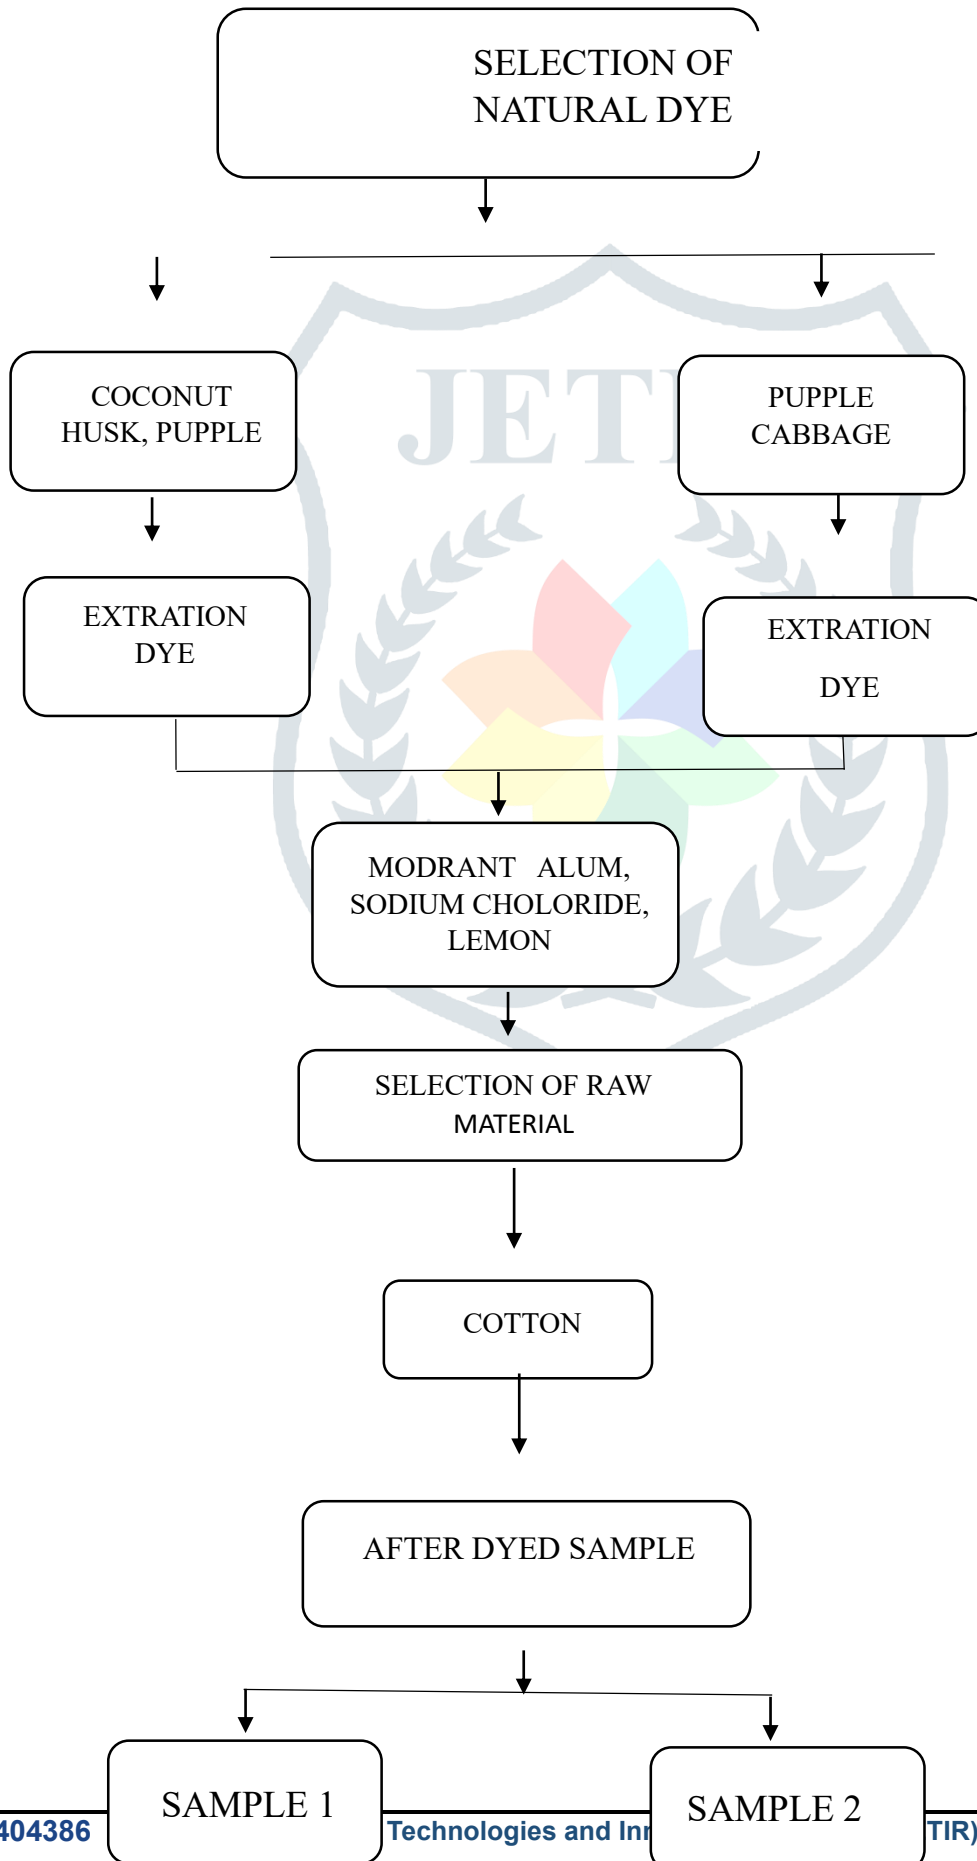 SELECTION OF
NATURAL DYE
JETI
COCONUT
HUSK, PUPPLE
PUPPLE
CABBAGE
EXTRATION
DYE
EXTRATION
DYE
MODRANT ALUM,
SODIUM CHOLORIDE,
LEMON
SELECTION OF RAW
MATERIAL
COTTON
AFTER DYED SAMPLE
SAMPLE 1
SAMPLE 2
404386 Technologies and Inn TIR)